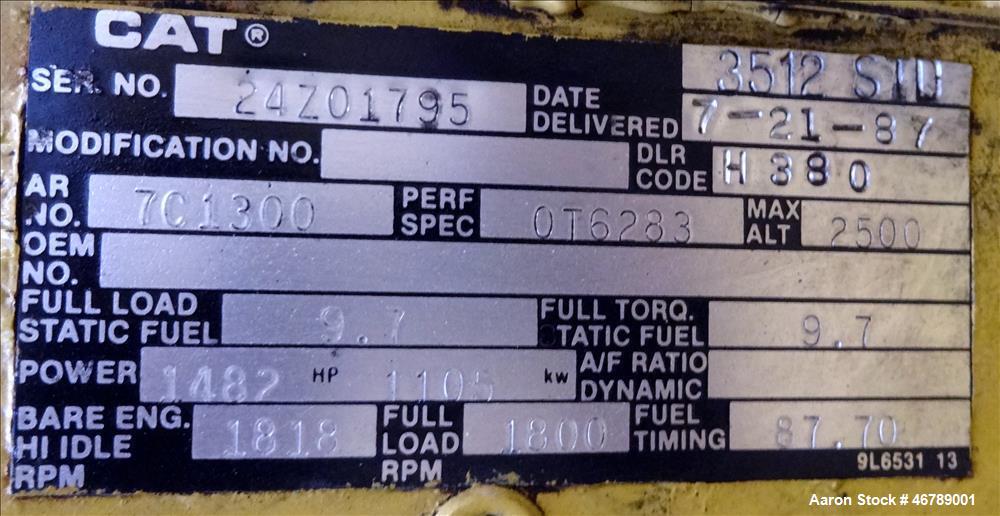 CAT®
3512 SIU
SER. NO. 24Z01795
DATE DELIVERED 7-21-87
MODIFICATION NO.
DLR CODE H380
AR NO. 7C1300
PERF SPEC 0T6283
MAX ALT 2500
OEM NO.
FULL LOAD STATIC FUEL 9.7
FULL TORQ. STATIC FUEL 9.7
POWER 1482 HP 1105 kw
A/F RATIO DYNAMIC
BARE ENG. HI IDLE RPM 1818
FULL LOAD RPM 1800
FUEL TIMING 87.70
9L6531 13
Aaron Stock # 46789001